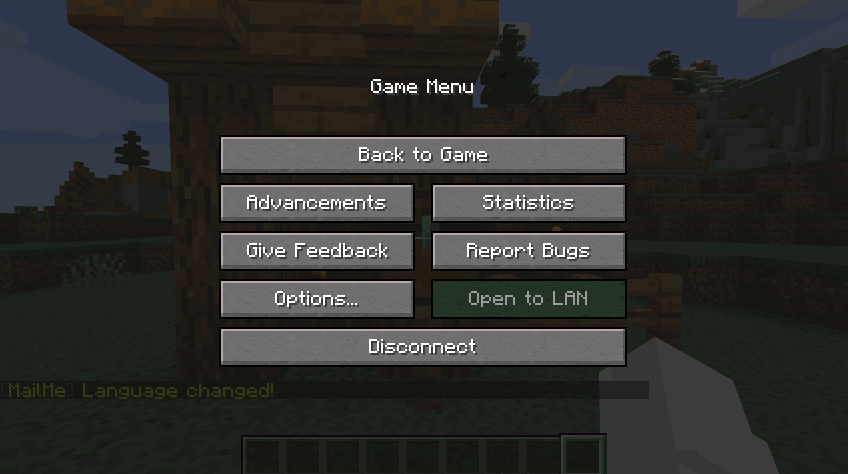 Game Menu
Back to Game
Advancements
Statistics
Give Feedback
Report Bugs
Options...
Open to LAN
Disconnect
MailMe Language changed!